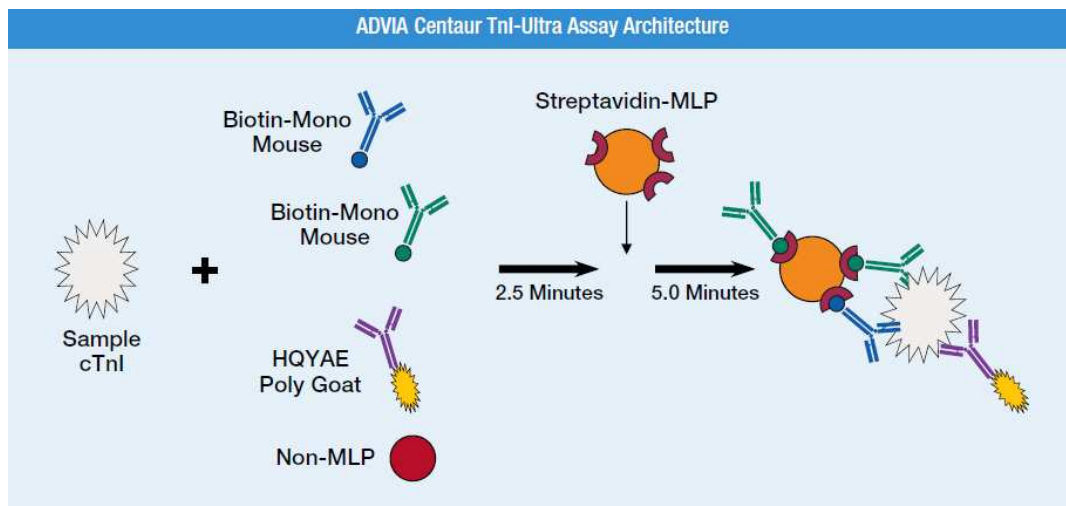 ADVIA Centaur TnI-Ultra Assay Architecture
Biotin-Mono
Mouse
Streptavidin-MLP
Biotin-Mono
Mouse
+
2.5 Minutes
5.0 Minutes
Sample
cTnI
HQYAE
Poly Goat
Non-MLP